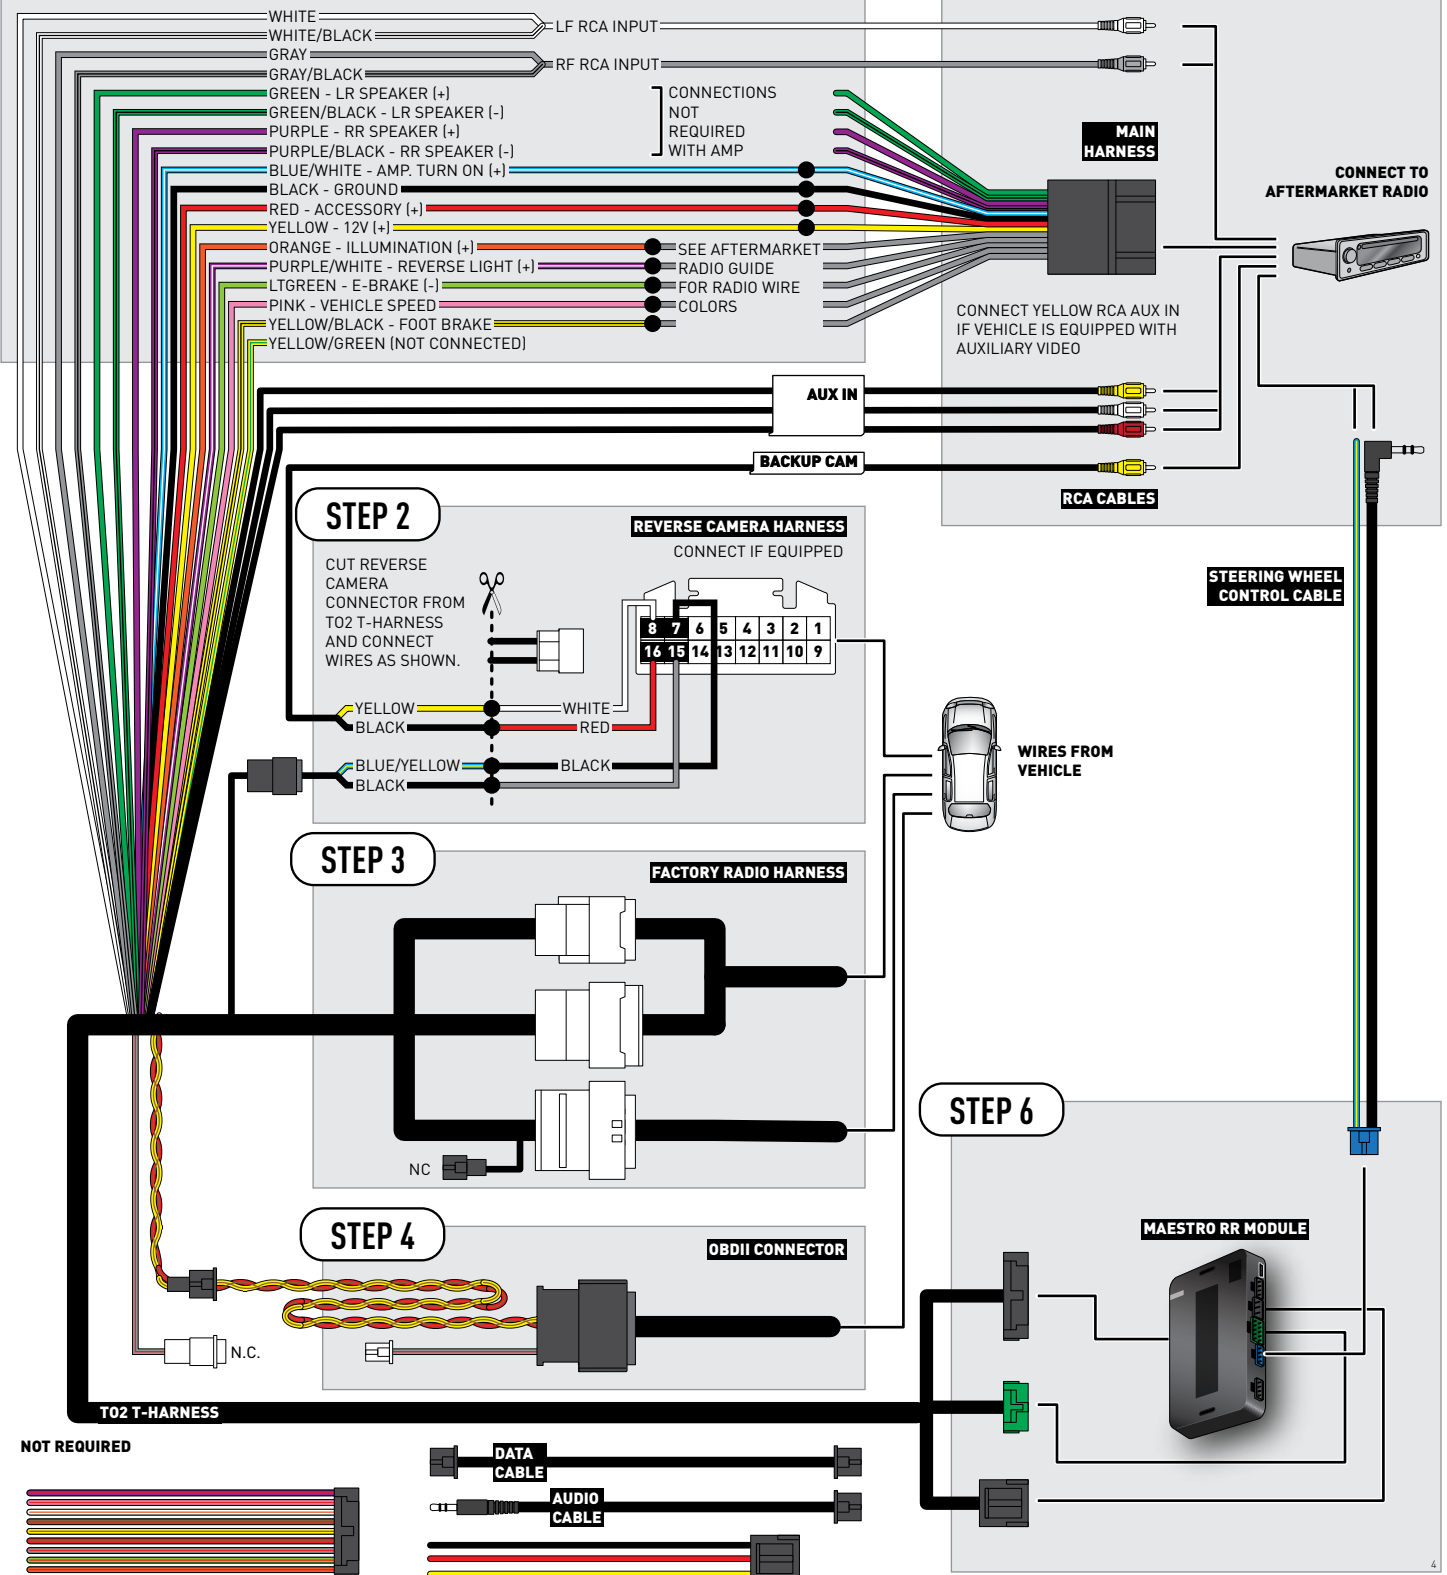 WHITE
WHITE/BLACK
LF RCA INPUT
GRAY
GRAY/BLACK
RF RCA INPUT
GREEN - LR SPEAKER (+)
GREEN/BLACK - LR SPEAKER (-)
PURPLE - RR SPEAKER (+)
PURPLE/BLACK - RR SPEAKER (-)
CONNECTIONS
NOT
REQUIRED
WITH AMP
BLUE/WHITE - AMP. TURN ON (+)
BLACK - GROUND
RED - ACCESSORY (+)
YELLOW - 12V (+)
ORANGE - ILLUMINATION (+)
PURPLE/WHITE - REVERSE LIGHT (+)
LTGREEN - E-BRAKE (-)
PINK - VEHICLE SPEED
YELLOW/BLACK - FOOT BRAKE
YELLOW/GREEN (NOT CONNECTED)
SEE AFTERMARKET
RADIO GUIDE
FOR RADIO WIRE
COLORS
MAIN
HARNESS
CONNECT TO
AFTERMARKET RADIO
CONNECT YELLOW RCA AUX IN
IF VEHICLE IS EQUIPPED WITH
AUXILIARY VIDEO
AUX IN
BACKUP CAM
RCA CABLES
STEP 2
REVERSE CAMERA HARNESS
CONNECT IF EQUIPPED
CUT REVERSE
CAMERA
CONNECTOR FROM
TO2 T-HARNESS
AND CONNECT
WIRES AS SHOWN.
8 7 6 5 4 3 2 1
16 15 14 13 12 11 10 9
YELLOW
WHITE
BLACK
RED
BLUE/YELLOW
BLACK
BLACK
STEERING WHEEL
CONTROL CABLE
WIRES FROM
VEHICLE
STEP 3
FACTORY RADIO HARNESS
NC
STEP 4
OBDII CONNECTOR
N.C.
STEP 6
MAESTRO RR MODULE
TO2 T-HARNESS
NOT REQUIRED
DATA
CABLE
AUDIO
CABLE
4